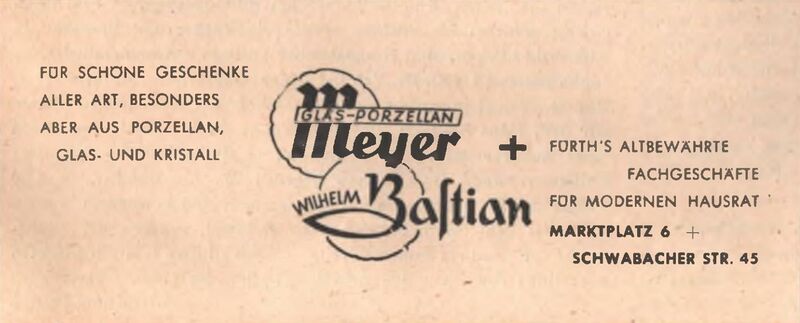 FÜR SCHÖNE GESCHENKE
ALLER ART, BESONDERS
ABER AUS PORZELLAN,
GLAS- UND KRISTALL
GLAS-PORZELLAN
Meyer +
WILHELM Baſtian
FÜRTH'S ALTBEWÄHRTE
FACHGESCHÄFTE
FÜR MODERNEN HAUSRAT
MARKTPLATZ 6 +
SCHWABACHER STR. 45